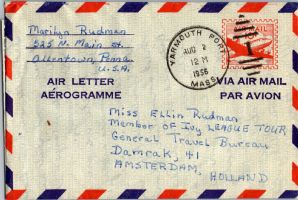 Marilyn Rudman
325 N. Main St.
Allentown, Penna.
U.S.A.
YARMOUTH PORT
AUG 2
12 M
1956
MASS.
AIR LETTER
AÉROGRAMME
VIA AIR MAIL
PAR AVION
Miss Ellin Rudman
Member of Ivy LEAGUE TOUR
General Travel Bureau
Damrak, 41
AMSTERDAM,
HOLLAND